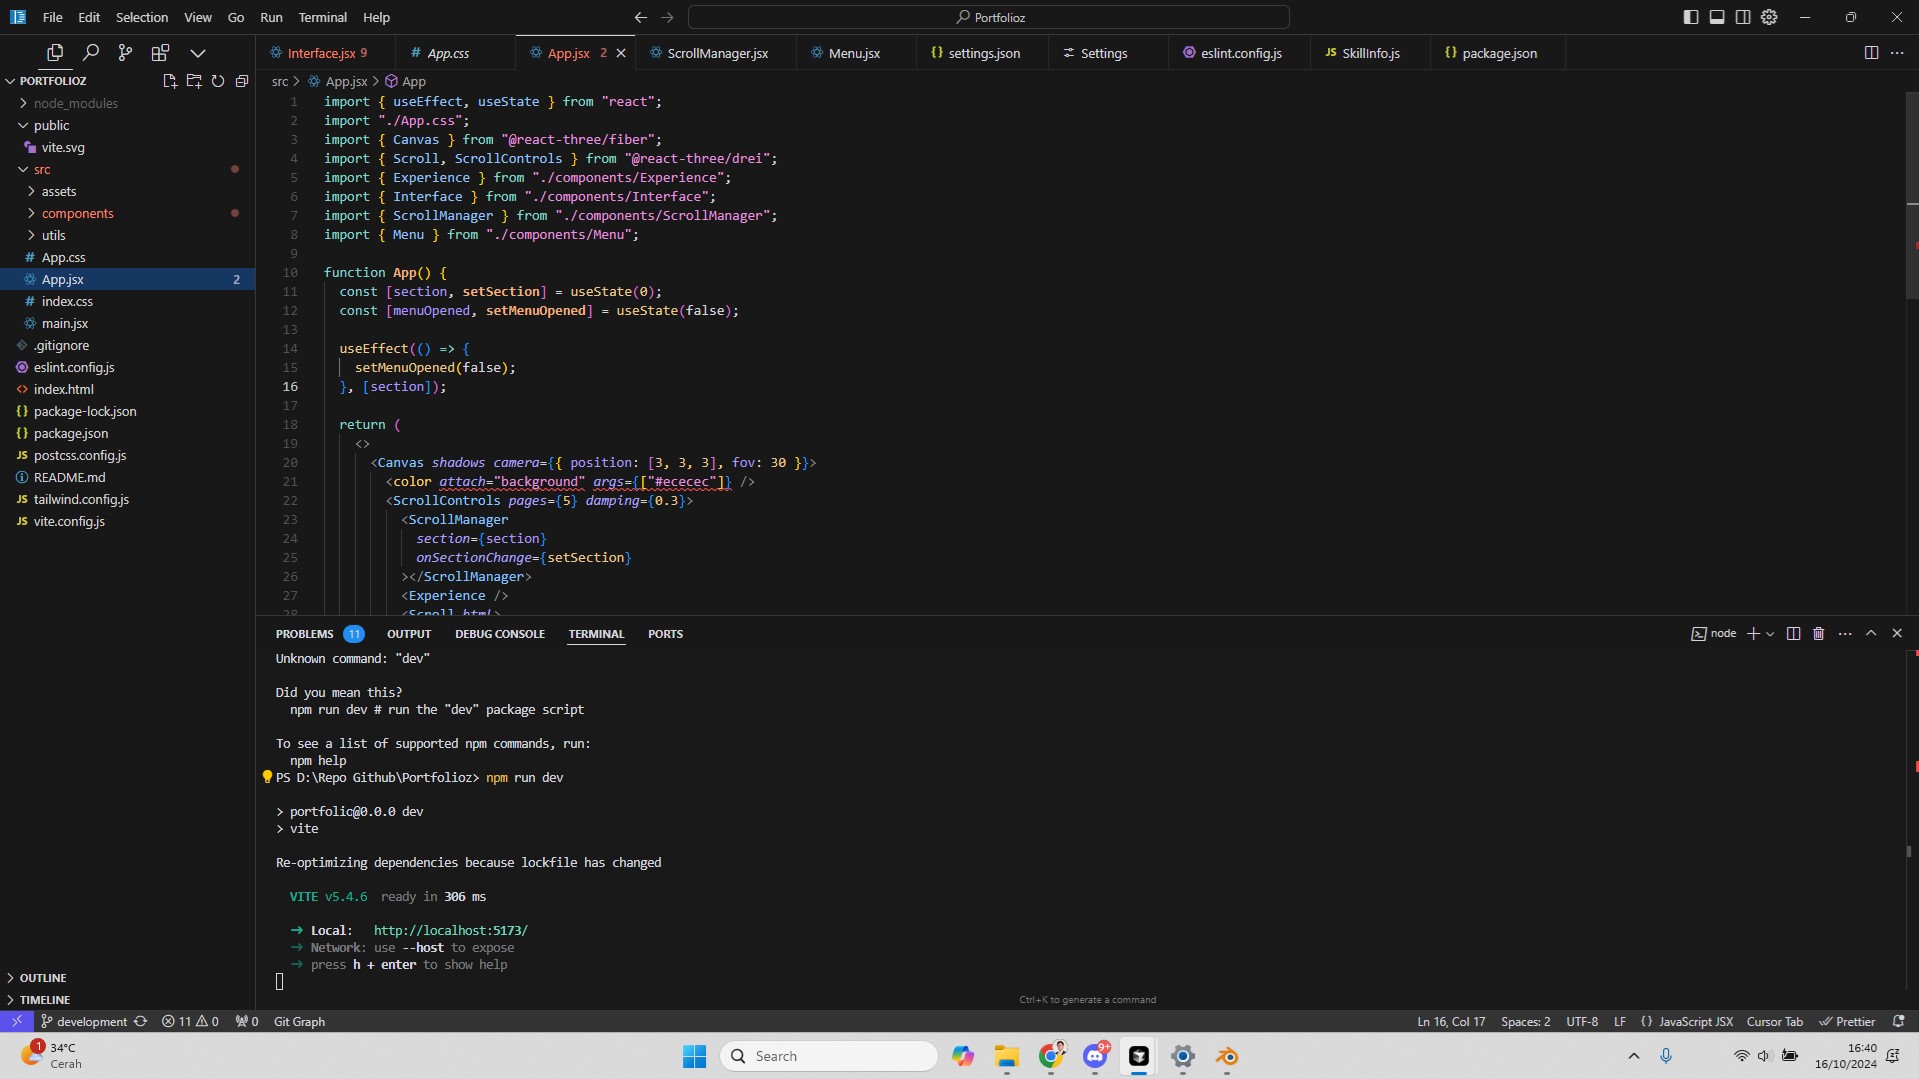 File Edit Selection View Go Run Terminal Help
Portfolioz
PORTFOLIOZ
node_modules
public
vite.svg
src
assets
components
utils
# App.css
App.jsx 2
# index.css
main.jsx
.gitignore
eslint.config.js
<> index.html
{} package-lock.json
{} package.json
JS postcss.config.js
README.md
JS tailwind.config.js
JS vite.config.js
OUTLINE
TIMELINE
Interface.jsx 9
# App.css
App.jsx 2
ScrollManager.jsx
Menu.jsx
{} settings.json
Settings
eslint.config.js
JS SkillInfo.js
{} package.json
src > App.jsx > App
1 import { useEffect, useState } from "react";
2 import "./App.css";
3 import { Canvas } from "@react-three/fiber";
4 import { Scroll, ScrollControls } from "@react-three/drei";
5 import { Experience } from "./components/Experience";
6 import { Interface } from "./components/Interface";
7 import { ScrollManager } from "./components/ScrollManager";
8 import { Menu } from "./components/Menu";
9
10 function App() {
11 const [section, setSection] = useState(0);
12 const [menuOpened, setMenuOpened] = useState(false);
13
14 useEffect(() => {
15 setMenuOpened(false);
16 }, [section]);
17
18 return (
19 <>
20 <Canvas shadows camera={{ position: [3, 3, 3], fov: 30 }}>
21 <color attach="background" args={["#ececec"]} />
22 <ScrollControls pages={5} damping={0.3}>
23 <ScrollManager
24 section={section}
25 onSectionChange={setSection}
26 ></ScrollManager>
27 <Experience />
28 <Scroll html>
PROBLEMS 11 OUTPUT DEBUG CONSOLE TERMINAL PORTS
node
Unknown command: "dev"
Did you mean this?
npm run dev # run the "dev" package script
To see a list of supported npm commands, run:
npm help
PS D:\Repo Github\Portfolioz> npm run dev
> portfolio@0.0.0 dev
> vite
Re-optimizing dependencies because lockfile has changed
VITE v5.4.6 ready in 306 ms
➜ Local: http://localhost:5173/
➜ Network: use --host to expose
➜ press h + enter to show help
Ctrl+K to generate a command
development 11 0 0 Git Graph
Ln 16, Col 17 Spaces: 2 UTF-8 LF {} JavaScript JSX Cursor Tab Prettier
1
34°C
Cerah
Search
9+
16:40
16/10/2024